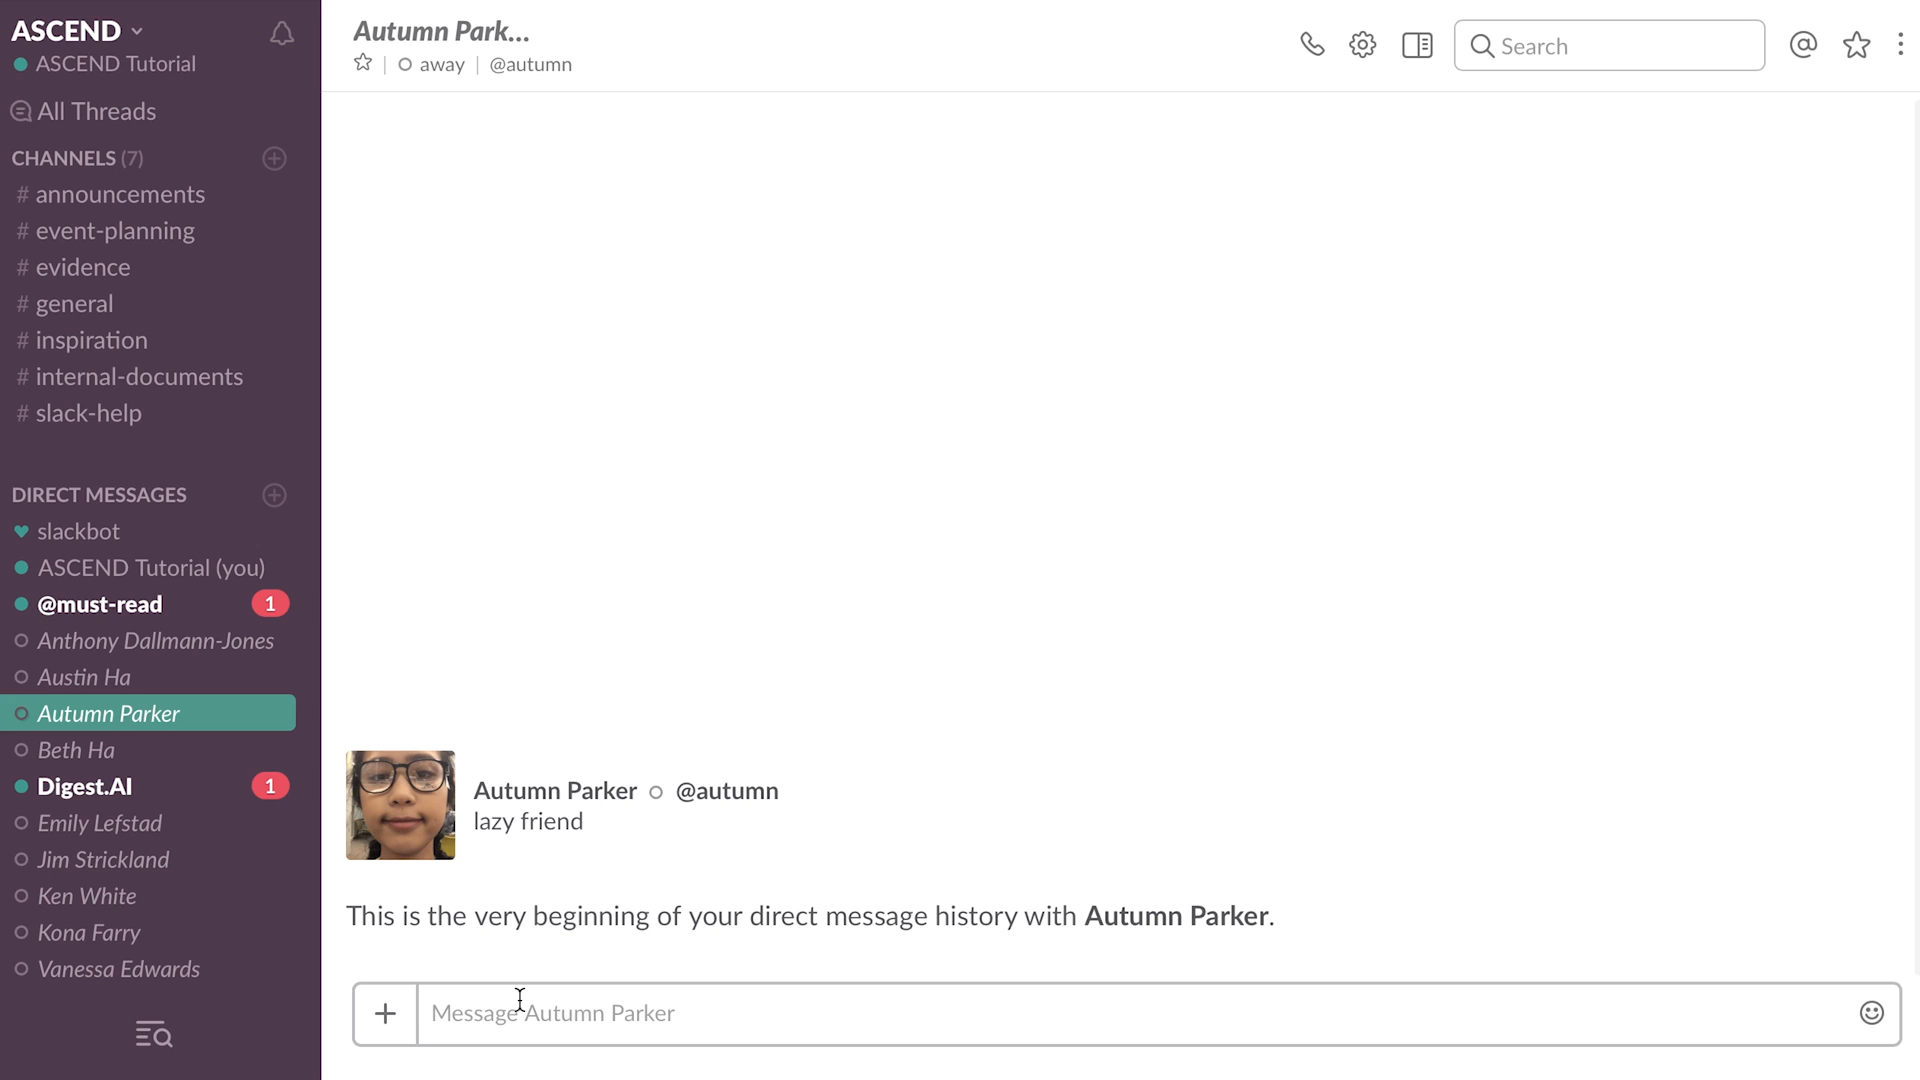 ASCEND
ASCEND Tutorial
All Threads
CHANNELS (7)
# announcements
# event-planning
# evidence
# general
# inspiration
# internal-documents
# slack-help
DIRECT MESSAGES
slackbot
ASCEND Tutorial (you)
@must-read 1
Anthony Dallmann-Jones
Austin Ha
Autumn Parker
Beth Ha
Digest.AI 1
Emily Lefstad
Jim Strickland
Ken White
Kona Farry
Vanessa Edwards
Autumn Park...
| away | @autumn
Search
Autumn Parker @autumn
lazy friend
This is the very beginning of your direct message history with Autumn Parker.
Message Autumn Parker